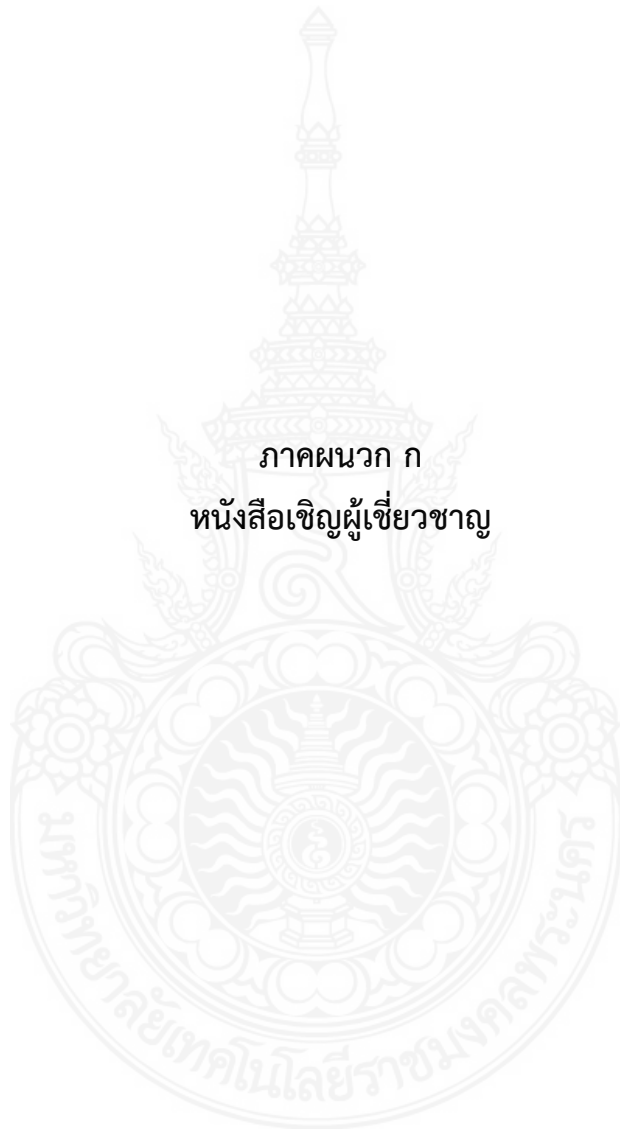 ภาคผนวก ก
หนังสือเชิญผู้เชี่ยวชาญ
มหาวิทยาลัยเทคโนโลยีราชมงคลพระนคร